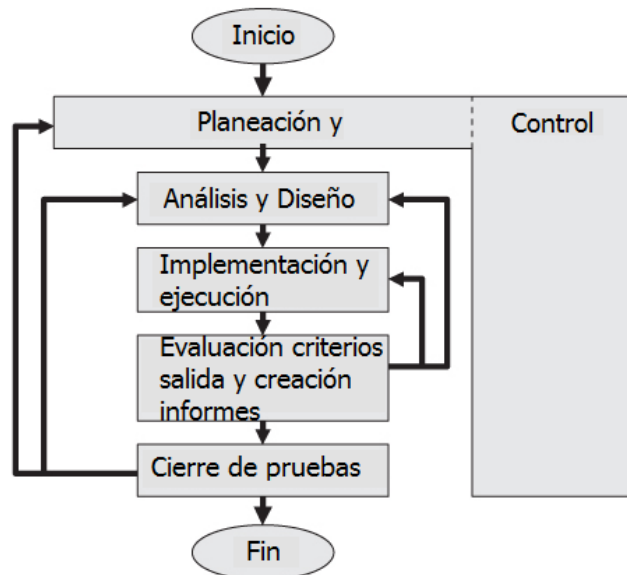 Inicio
Planeación y
Control
Análisis y Diseño
Implementación y
ejecución
Evaluación criterios
salida y creación
informes
Cierre de pruebas
Fin